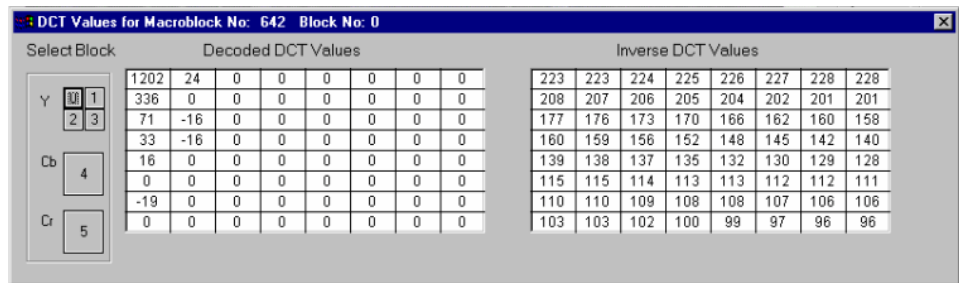 DCT Values for Macroblock No: 642 Block No: 0
Select Block Decoded DCT Values Inverse DCT Values
1202 24 0 0 0 0 0 0 223 223 224 225 226 227 228 228
Y 0 1 336 0 0 0 0 0 0 0 208 207 206 205 204 202 201 201
2 3 71 -16 0 0 0 0 0 0 177 176 173 170 166 162 160 158
33 -16 0 0 0 0 0 0 160 159 156 152 148 145 142 140
Cb 4 16 0 0 0 0 0 0 0 139 138 137 135 132 130 129 128
0 0 0 0 0 0 0 0 115 115 114 113 113 112 112 111
-19 0 0 0 0 0 0 0 110 110 109 108 108 107 106 106
Cr 5 0 0 0 0 0 0 0 0 103 103 102 100 99 97 96 96